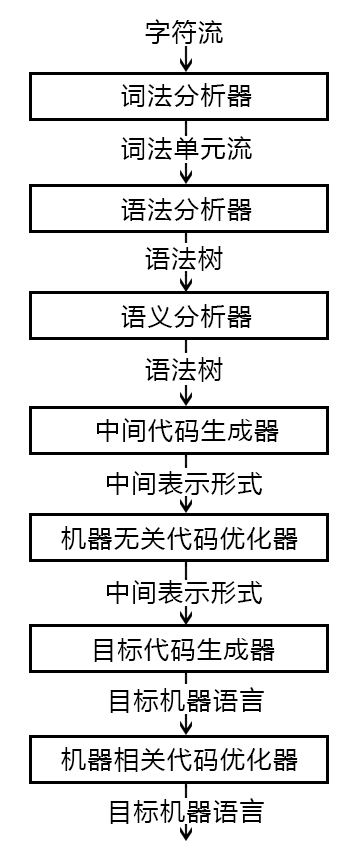 字符流
词法分析器
词法单元流
语法分析器
语法树
语义分析器
语法树
中间代码生成器
中间表示形式
机器无关代码优化器
中间表示形式
目标代码生成器
目标机器语言
机器相关代码优化器
目标机器语言